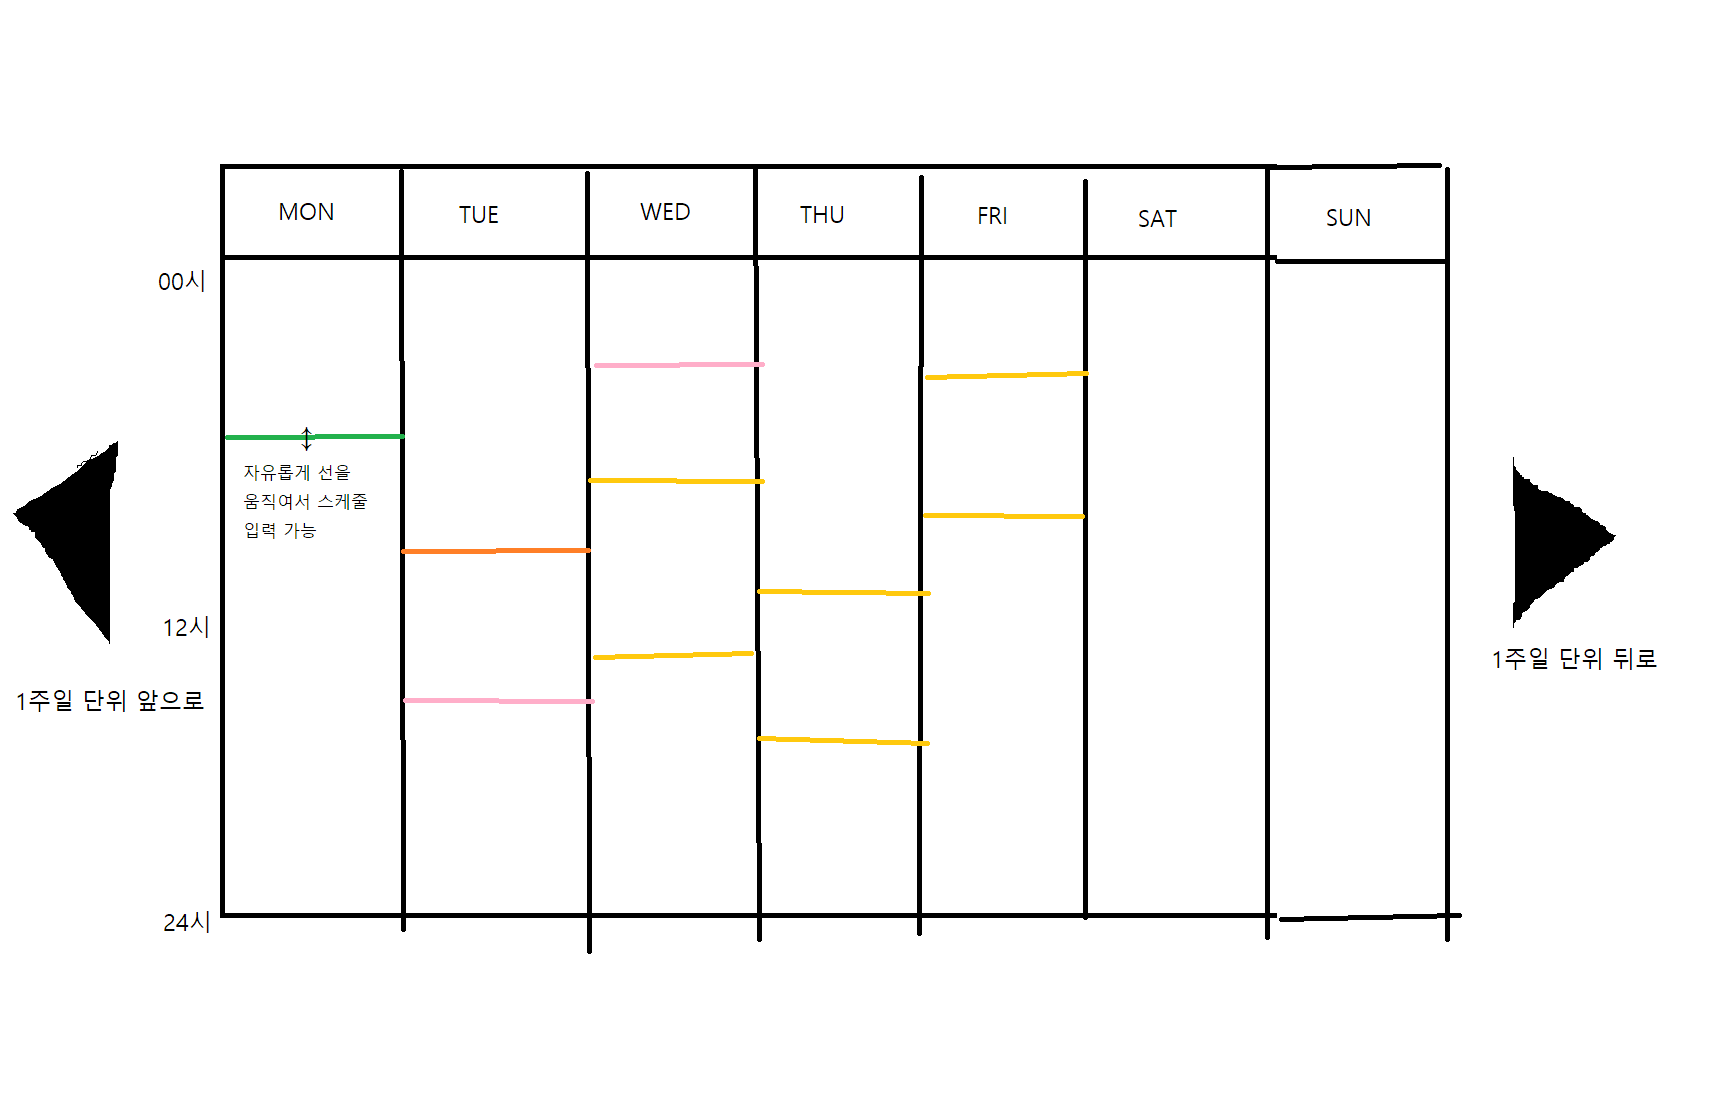 MON TUE WED THU FRI SAT SUN
00시
자유롭게 선을
움직여서 스케줄
입력 가능
12시
1주일 단위 뒤로
1주일 단위 앞으로
24시